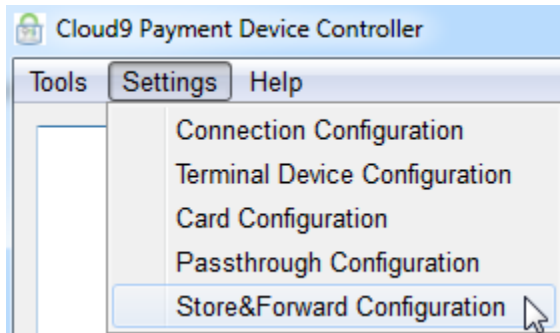 Cloud9 Payment Device Controller
Tools Settings Help
Connection Configuration
Terminal Device Configuration
Card Configuration
Passthrough Configuration
Store&Forward Configuration